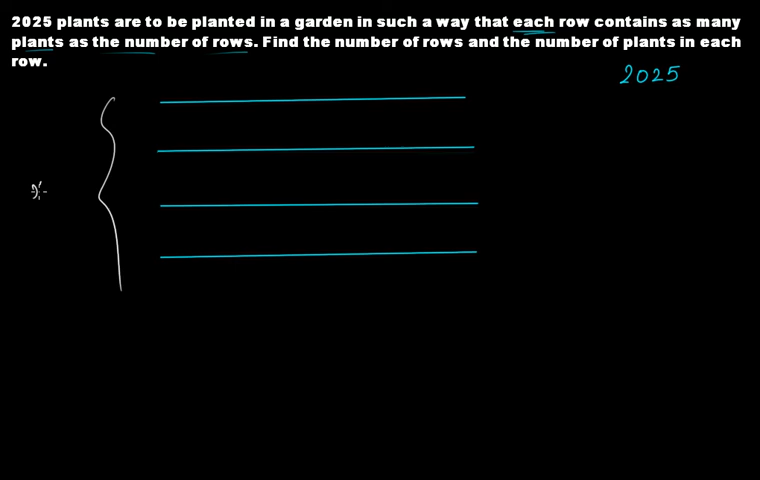 2025 plants are to be planted in a garden in such a way that each row contains as many
plants as the number of rows. Find the number of rows and the number of plants in each
row.
2025